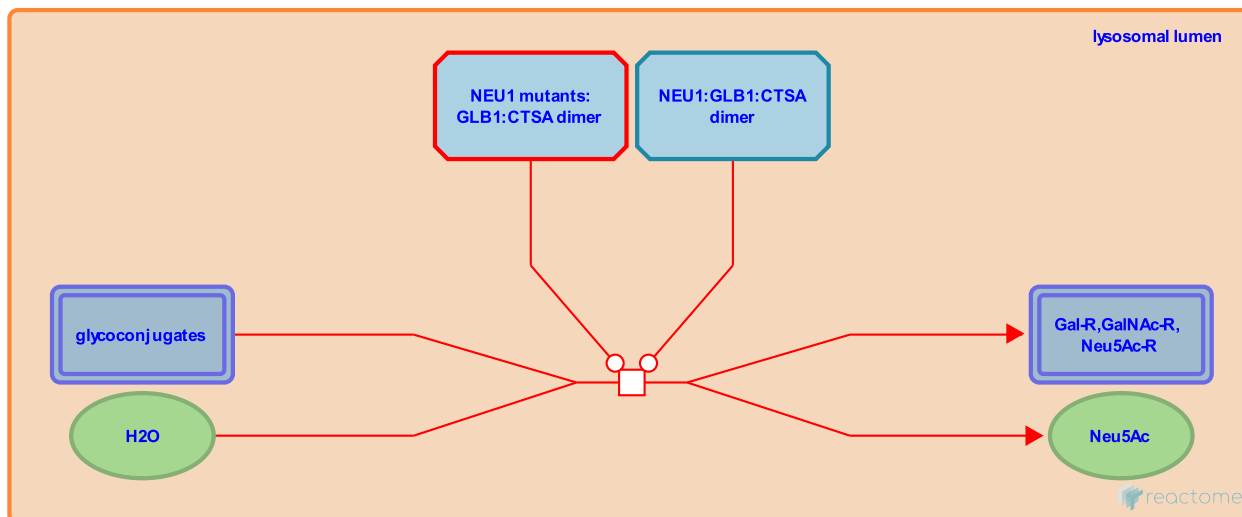 lysosomal lumen
NEU1 mutants:
GLB1:CTSA dimer
NEU1:GLB1:CTSA
dimer
glycoconjugates
H2O
Gal-R,GalNAc-R,
Neu5Ac-R
Neu5Ac
reactome